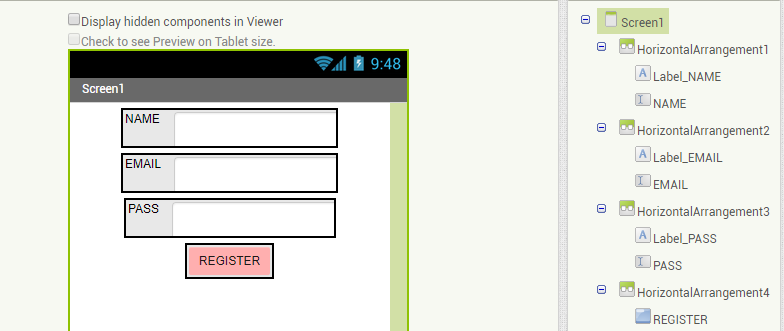 Display hidden components in Viewer
Check to see Preview on Tablet size.
9:48
Screen1
NAME
EMAIL
PASS
REGISTER
Screen1
HorizontalArrangement1
A Label_NAME
NAME
HorizontalArrangement2
A Label_EMAIL
EMAIL
HorizontalArrangement3
A Label_PASS
PASS
HorizontalArrangement4
REGISTER